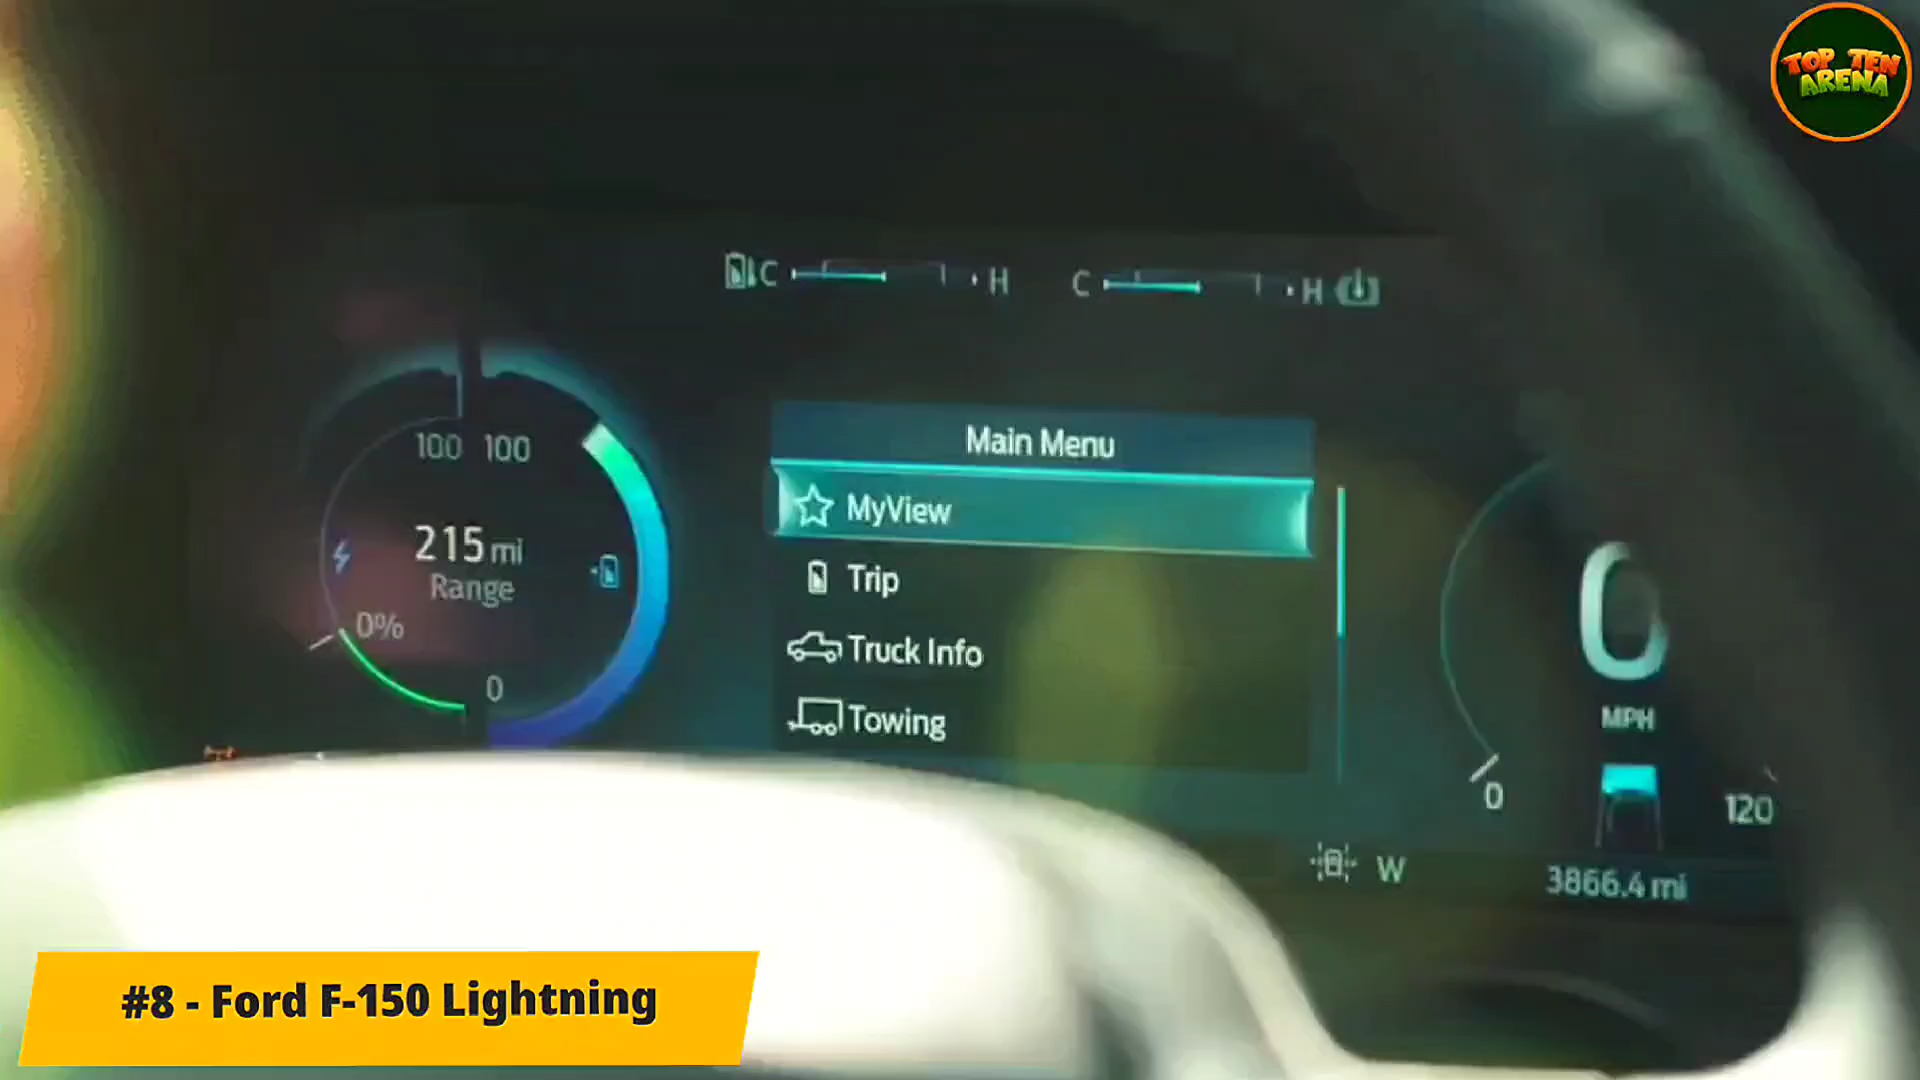 TOP TEN
ARENA
C H C H
100 100
215 mi
Range
0%
0
Main Menu
MyView
Trip
Truck Info
Towing
0
MPH
0 120
W
3866.4 mi
#8 - Ford F-150 Lightning